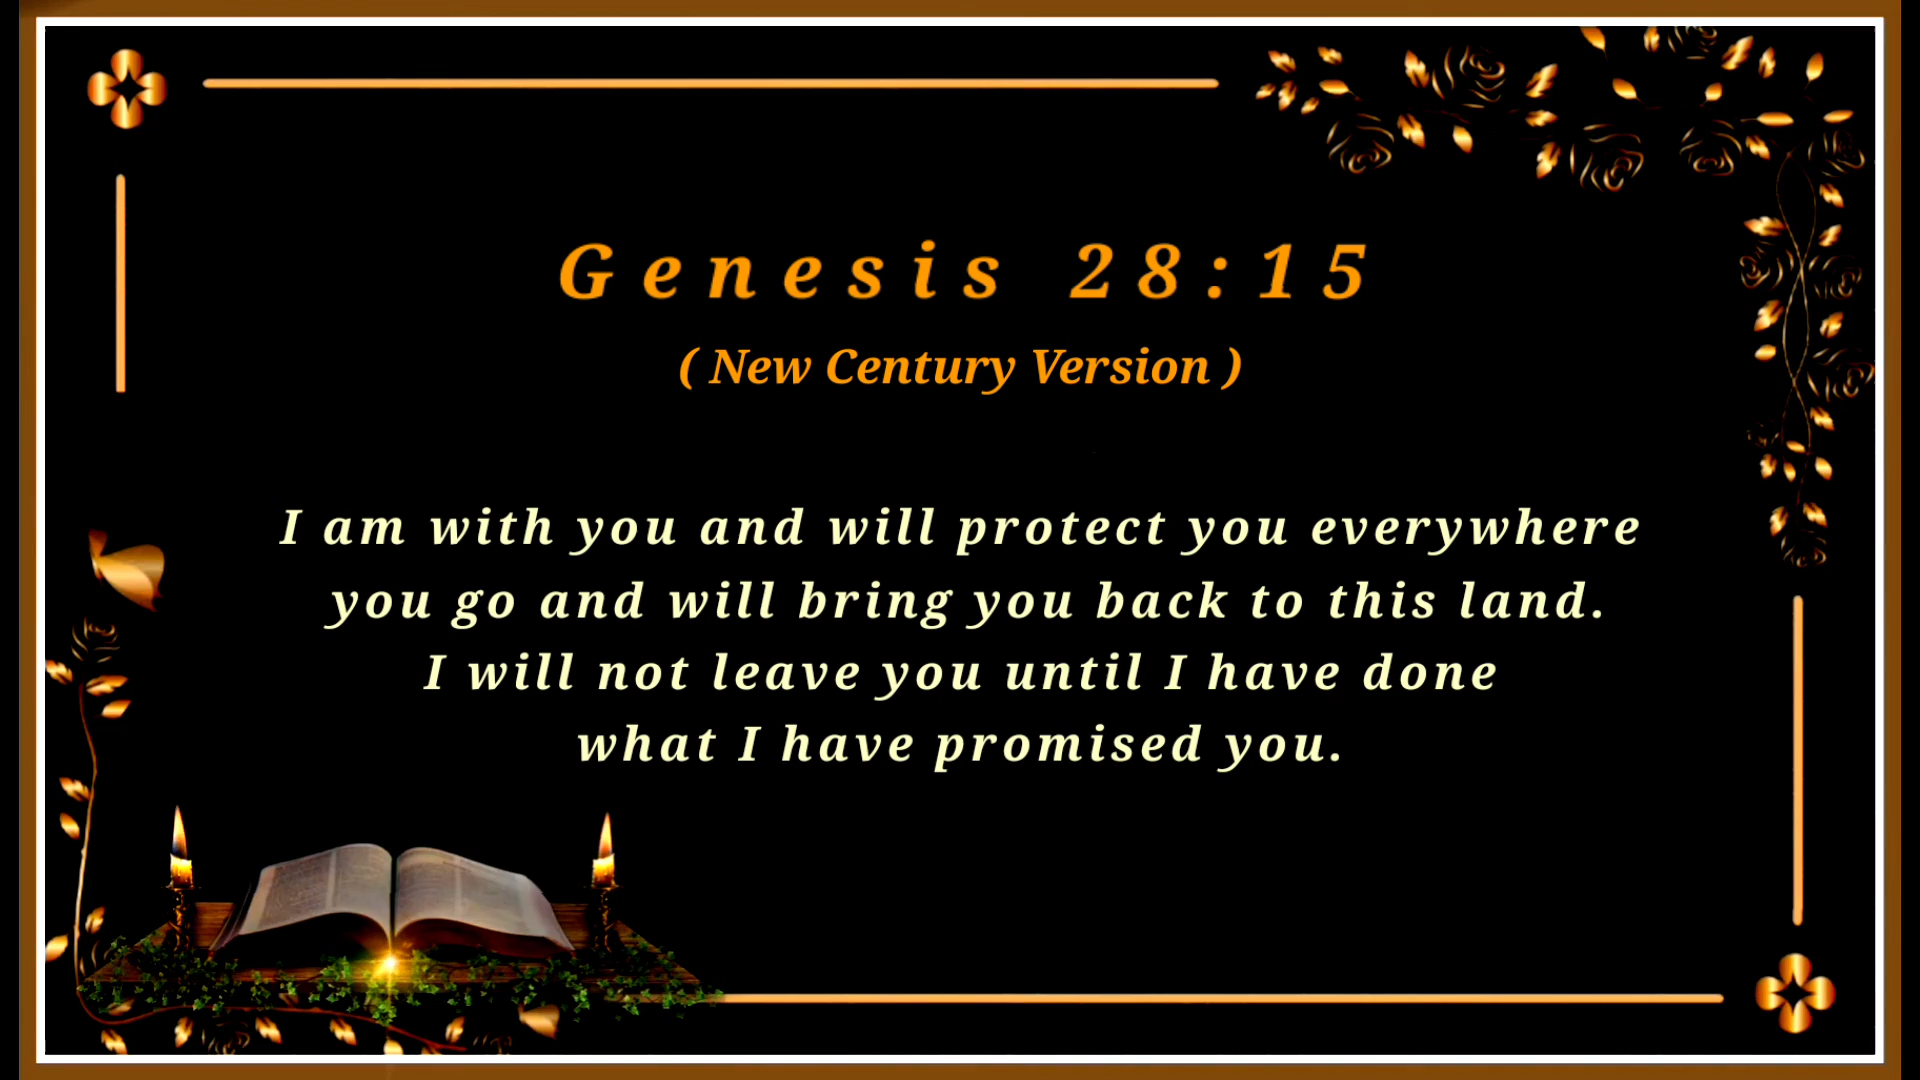 Genesis 28:15
( New Century Version )
I am with you and will protect you everywhere
you go and will bring you back to this land.
I will not leave you until I have done
what I have promised you.